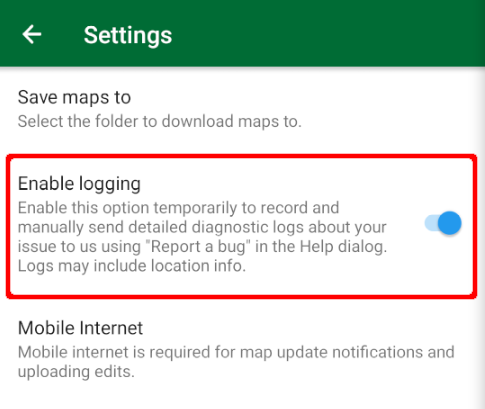 Settings
Save maps to
Select the folder to download maps to.
Enable logging
Enable this option temporarily to record and
manually send detailed diagnostic logs about your
issue to us using "Report a bug" in the Help dialog.
Logs may include location info.
Mobile Internet
Mobile internet is required for map update notifications and
uploading edits.